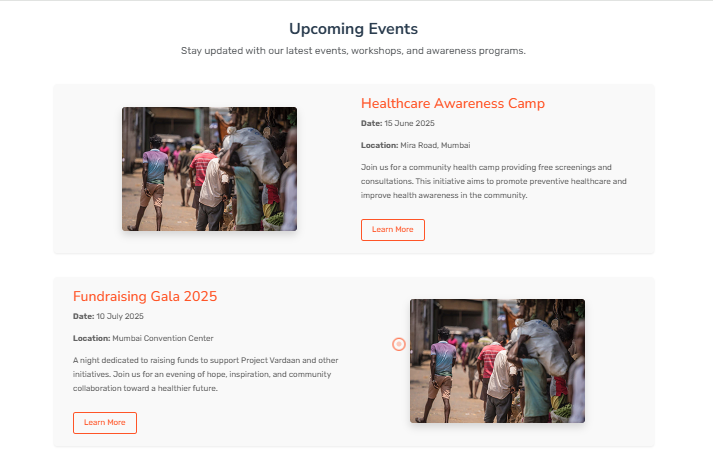 Upcoming Events
Stay updated with our latest events, workshops, and awareness programs.
Healthcare Awareness Camp
Date: 15 June 2025
Location: Mira Road, Mumbai
Join us for a community health camp providing free screenings and
consultations. This initiative aims to promote preventive healthcare and
improve health awareness in the community.
Learn More
Fundraising Gala 2025
Date: 10 July 2025
Location: Mumbai Convention Center
A night dedicated to raising funds to support Project Vardaan and other
initiatives. Join us for an evening of hope, inspiration, and community
collaboration toward a healthier future.
Learn More